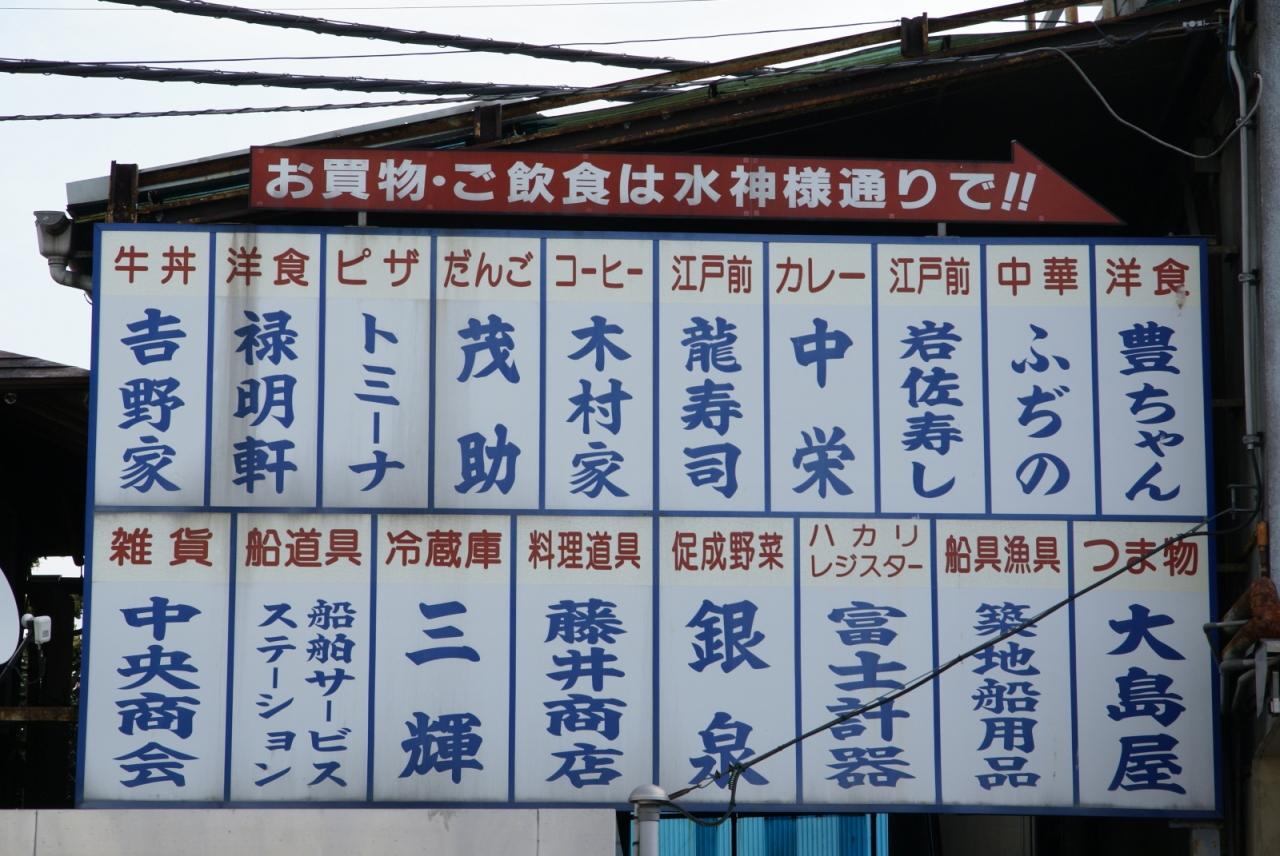 お買物・ご飲食は水神様通りで!!
牛丼
吉野家
洋食
禄明軒
ピザ
トミーナ
だんご
茂助
コーヒー
木村家
江戸前
龍寿司
カレー
中栄
江戸前
岩佐寿し
中華
ふぢの
洋食
豊ちゃん
雑貨
中央商会
船道具
船舶サービス
ステーション
冷蔵庫
三輝
料理道具
藤井商店
促成野菜
銀泉
ハカリ
レジスター
富士計器
船具漁具
築地船用品
つま物
大島屋